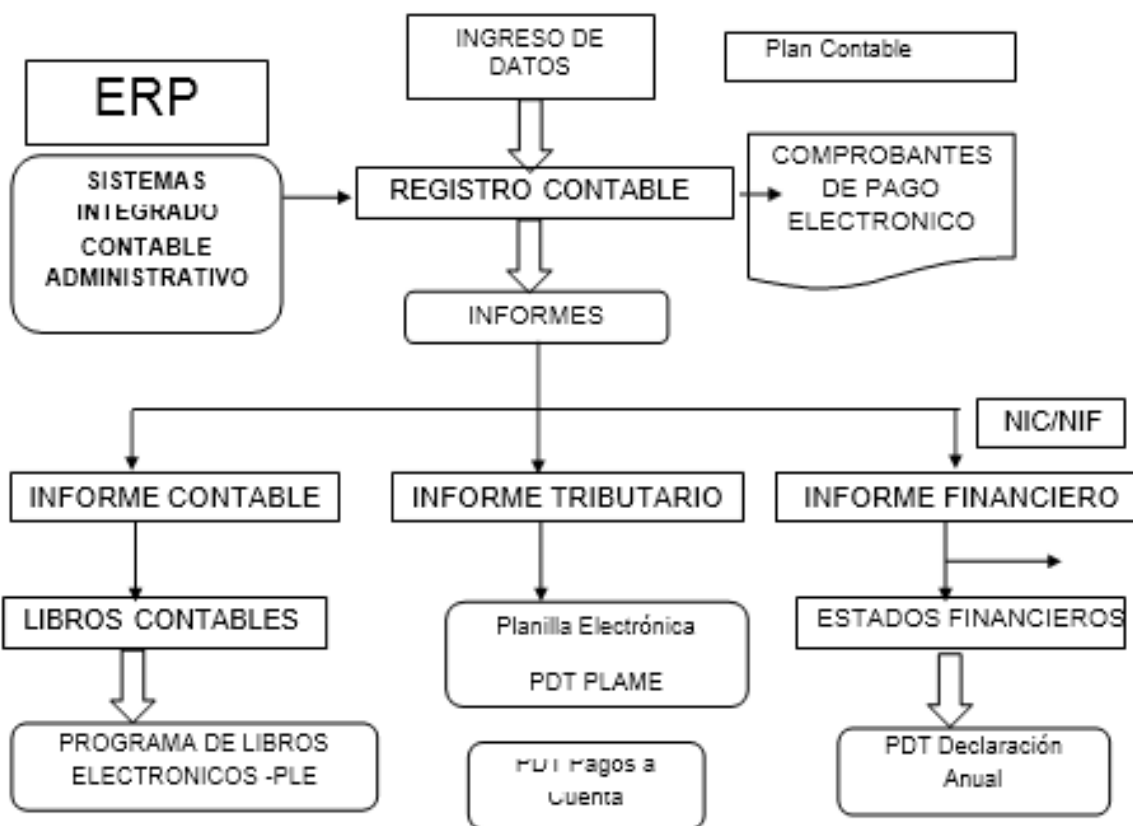 INGRESO DE
DATOS
Plan Contable
ERP
SISTEMAS
INTEGRADO
CONTABLE
ADMINISTRATIVO
REGISTRO CONTABLE
COMPROBANTES
DE PAGO
ELECTRONICO
INFORMES
NIC/NIF
INFORME CONTABLE
INFORME TRIBUTARIO
INFORME FINANCIERO
LIBROS CONTABLES
Planilla Electrónica
PDT PLAME
ESTADOS FINANCIEROS
PROGRAMA DE LIBROS
ELECTRONICOS -PLE
PDT Pagos a
Cuenta
PDT Declaración
Anual